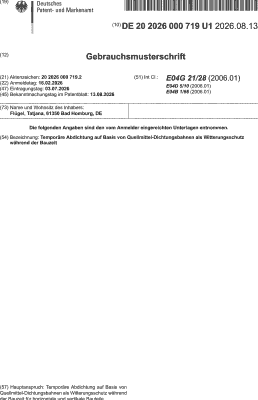 (19)
Deutsches
Patent- und Markenamt
(10) DE 20 2026 000 719 U1 2026.08.13
(12)
Gebrauchsmusterschrift
(21) Aktenzeichen: 20 2026 000 719.2
(22) Anmeldetag: 16.02.2026
(47) Eintragungstag: 03.07.2026
(45) Bekanntmachungstag im Patentblatt: 13.08.2026
(51) Int Cl.: E04G 21/28 (2006.01)
E04D 5/10 (2006.01)
E04B 1/66 (2006.01)
(73) Name und Wohnsitz des Inhabers:
Flügel, Tatjana, 61350 Bad Homburg, DE
Die folgenden Angaben sind den vom Anmelder eingereichten Unterlagen entnommen.
(54) Bezeichnung: Temporäre Abdichtung auf Basis von Quellmittel-Dichtungsbahnen als Witterungsschutz
während der Bauzeit
(57) Hauptanspruch: Temporäre Abdichtung auf Basis von
Quellmittel-Dichtungsbahnen als Witterungsschutz während
der Bauzeit für horizontale und vertikale Bauteile